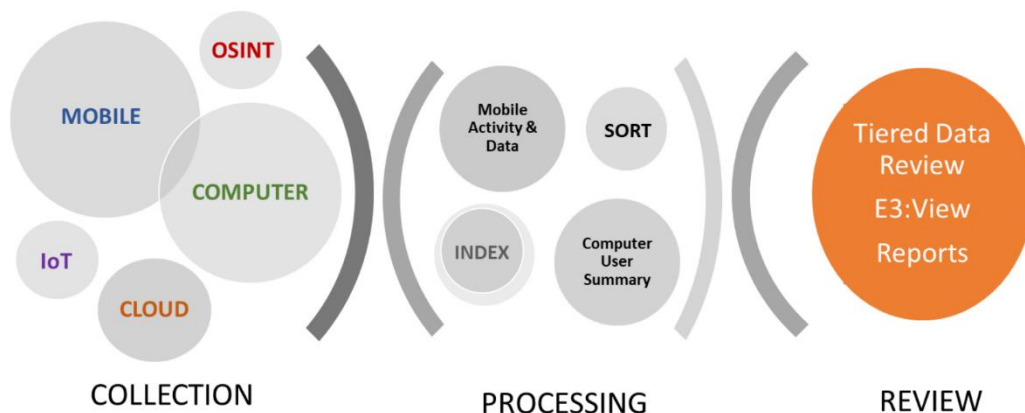 OSINT
MOBILE
COMPUTER
IoT
CLOUD
COLLECTION
Mobile
Activity &
Data
SORT
INDEX
Computer
User
Summary
PROCESSING
Tiered Data
Review
E3:View
Reports
REVIEW